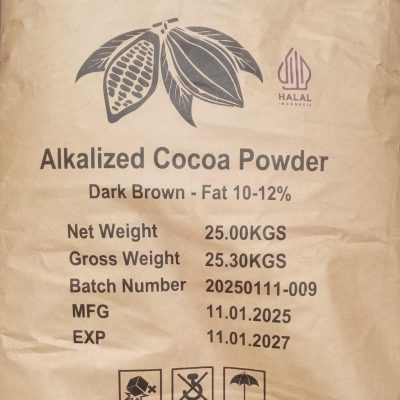 HALAL
INDONESIA
Alkalized Cocoa Powder
Dark Brown - Fat 10-12%
Net Weight 25.00KGS
Gross Weight 25.30KGS
Batch Number 20250111-009
MFG 11.01.2025
EXP 11.01.2027